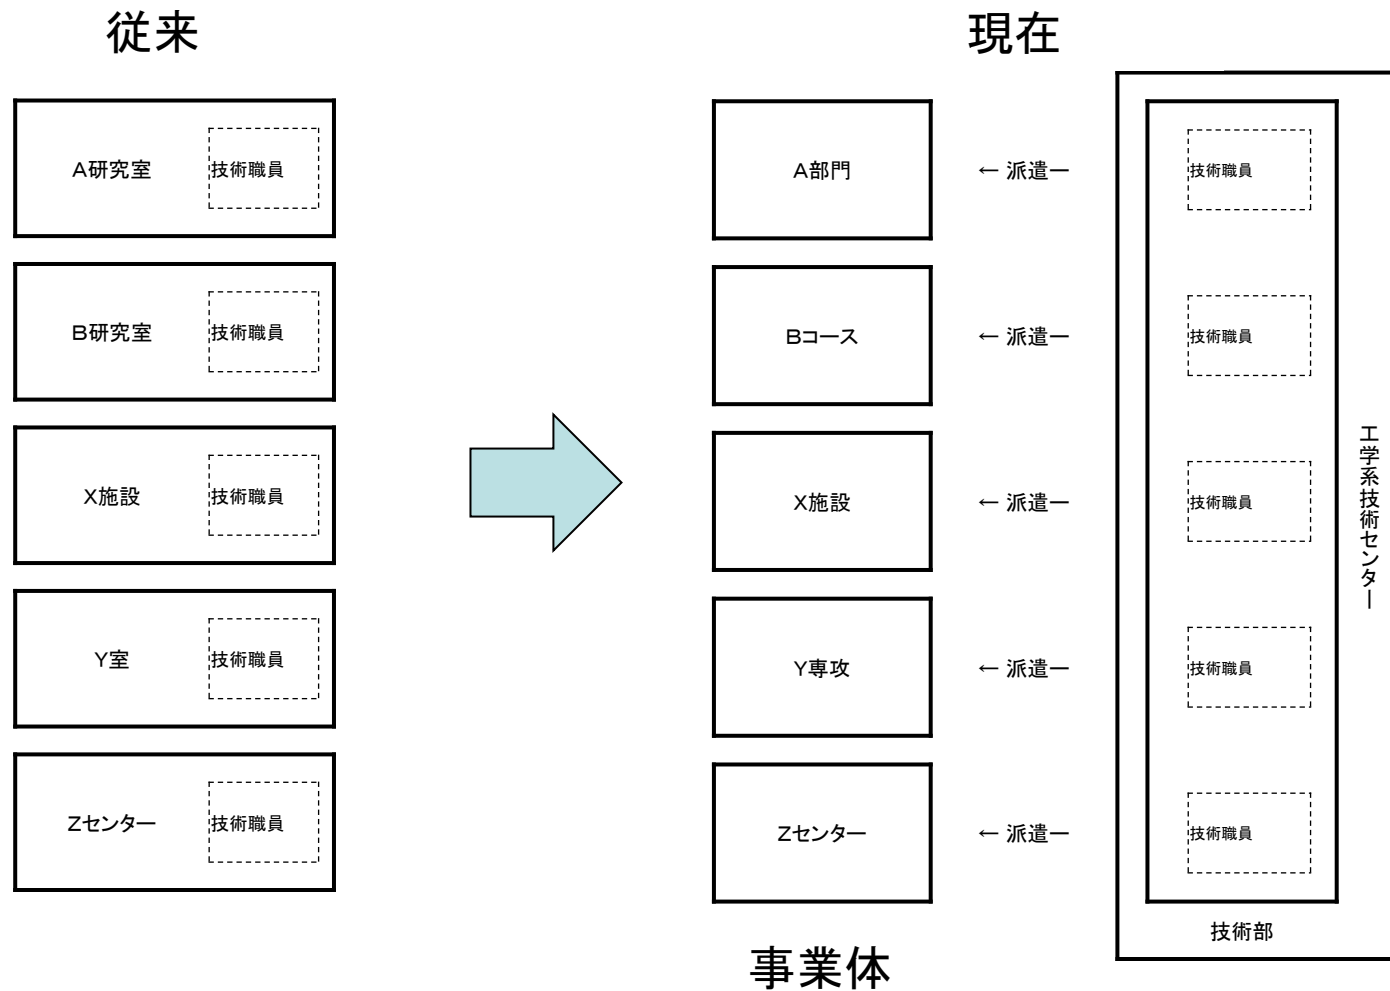 従来
現在
A研究室
技術職員
B研究室
技術職員
X施設
技術職員
Y室
技術職員
Zセンター
技術職員
A部門
← 派遣ー
技術職員
Bコース
← 派遣ー
技術職員
X施設
← 派遣ー
技術職員
Y専攻
← 派遣ー
技術職員
Zセンター
← 派遣ー
技術職員
工学系技術センター
技術部
事業体